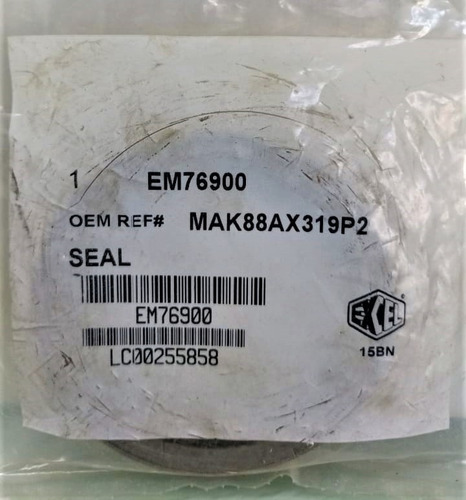 1 EM76900
OEM REF# MAK88AX319P2
SEAL
EM76900
LC00255858
EXCEL ®
15BN